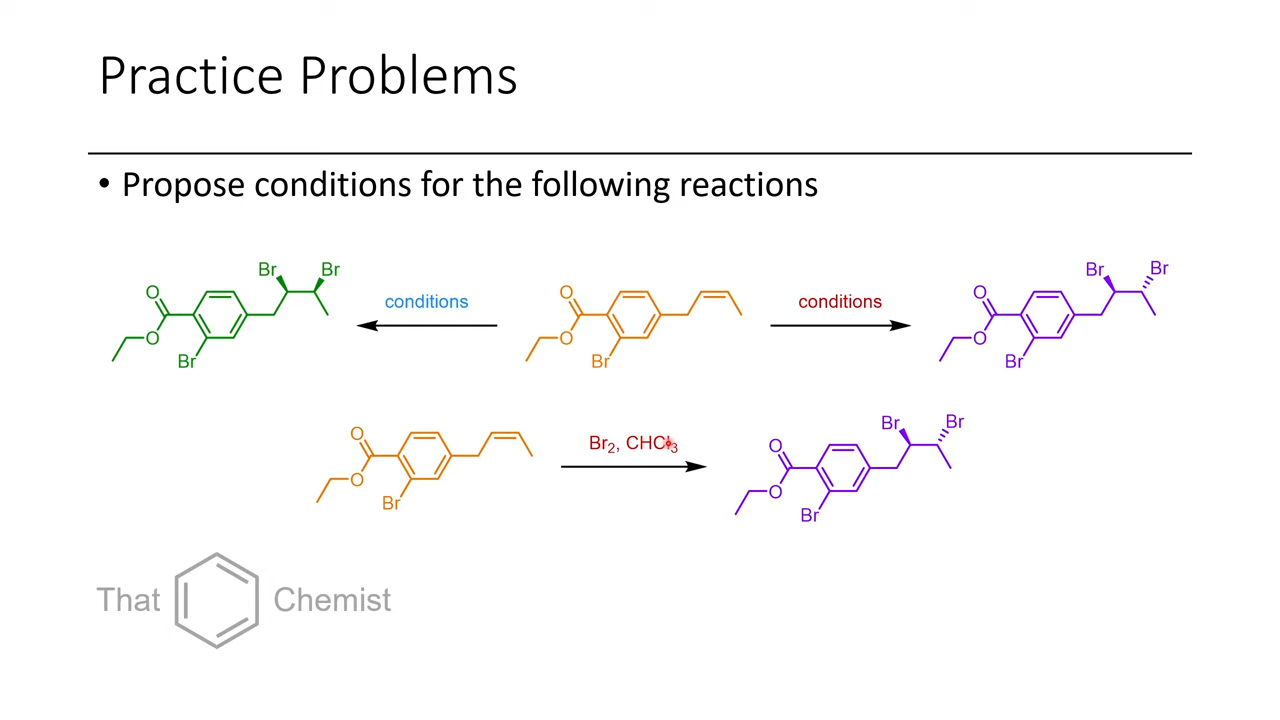 Practice Problems
• Propose conditions for the following reactions
Br Br
O
O
Br
conditions
O
O
Br
conditions
Br Br
O
O
Br
O
O
Br
Br2, CHCl3
Br Br
O
O
Br
That Chemist